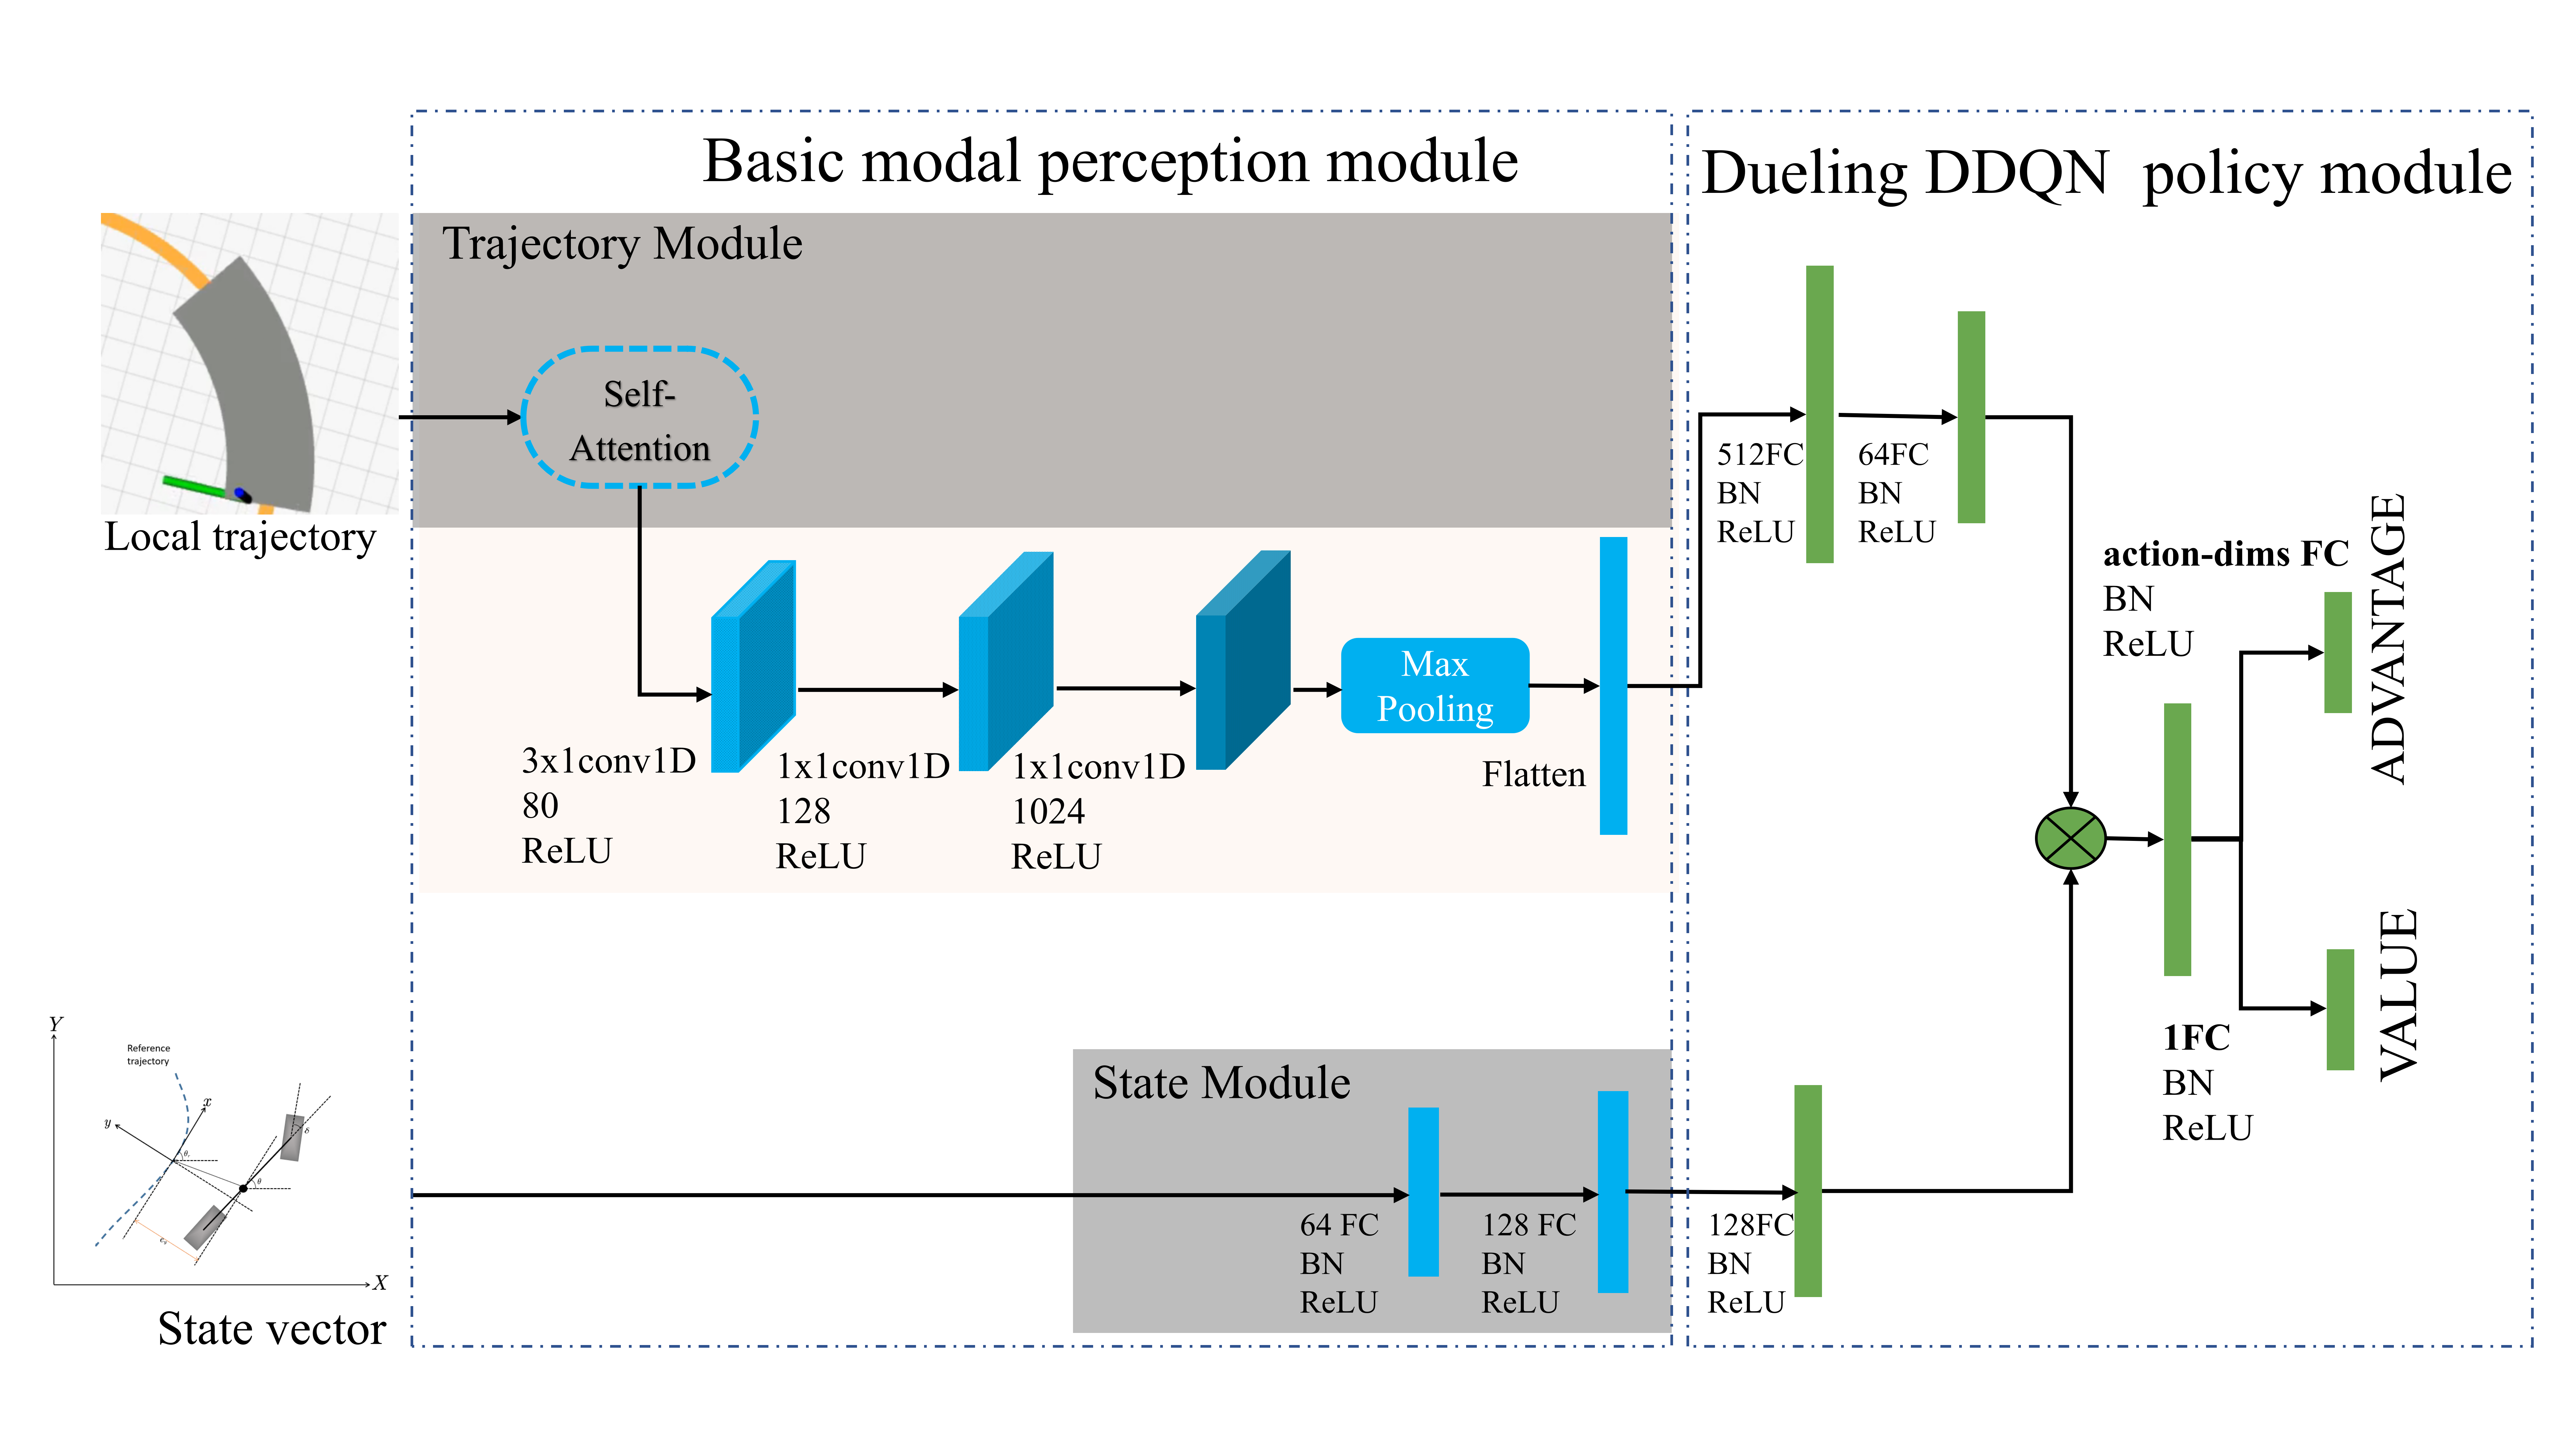 Basic modal perception module
Dueling DDQN policy module
Trajectory Module
Self-
Attention
Local trajectory
3x1conv1D
80
ReLU
1x1conv1D
128
ReLU
1x1conv1D
1024
ReLU
Max
Pooling
Flatten
512FC
BN
ReLU
64FC
BN
ReLU
action-dims FC
BN
ReLU
ADVANTAGE
1FC
BN
ReLU
VALUE
Y
Reference
trajectory
x
y
θr
θ
δ
X
State vector
State Module
64 FC
BN
ReLU
128 FC
BN
ReLU
128FC
BN
ReLU